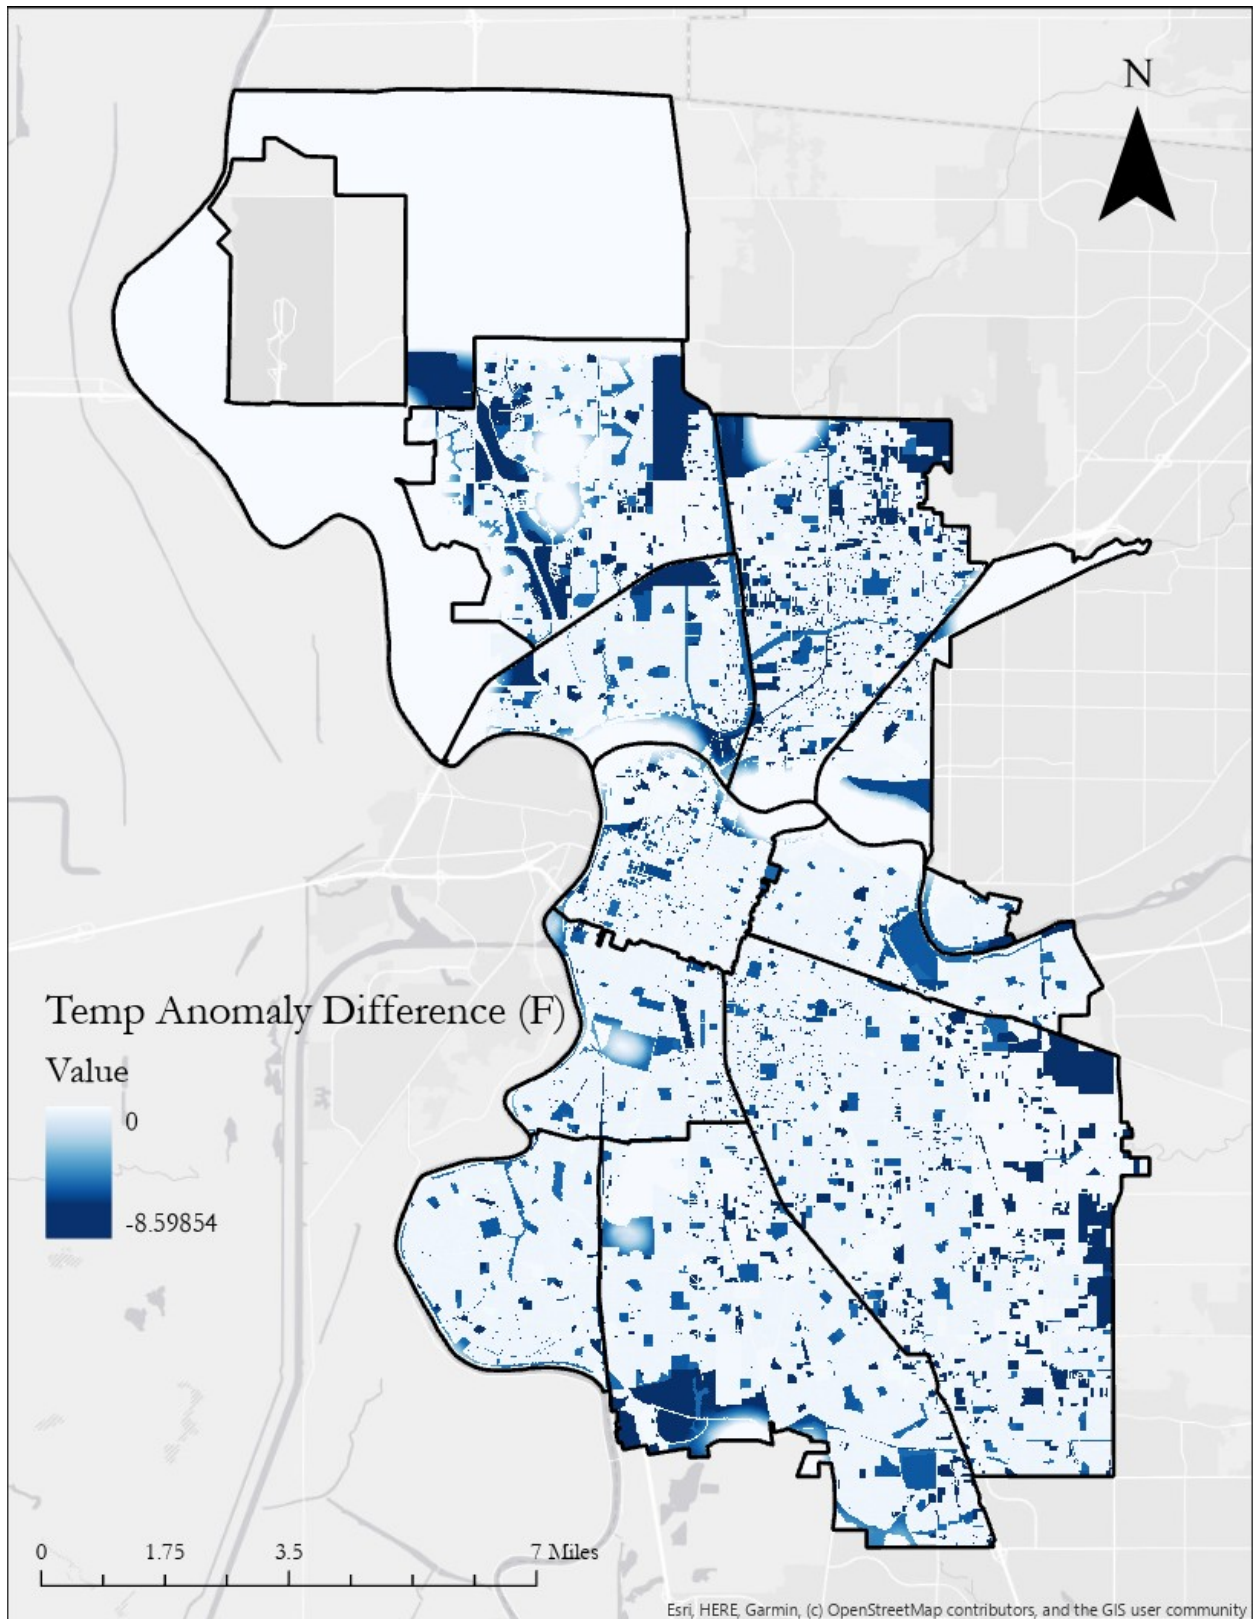 N
Temp Anomaly Difference (F)
Value
0
-8.59854
0 1.75 3.5 7 Miles
Esri, HERE, Garmin, (c) OpenStreetMap contributors, and the GIS user community